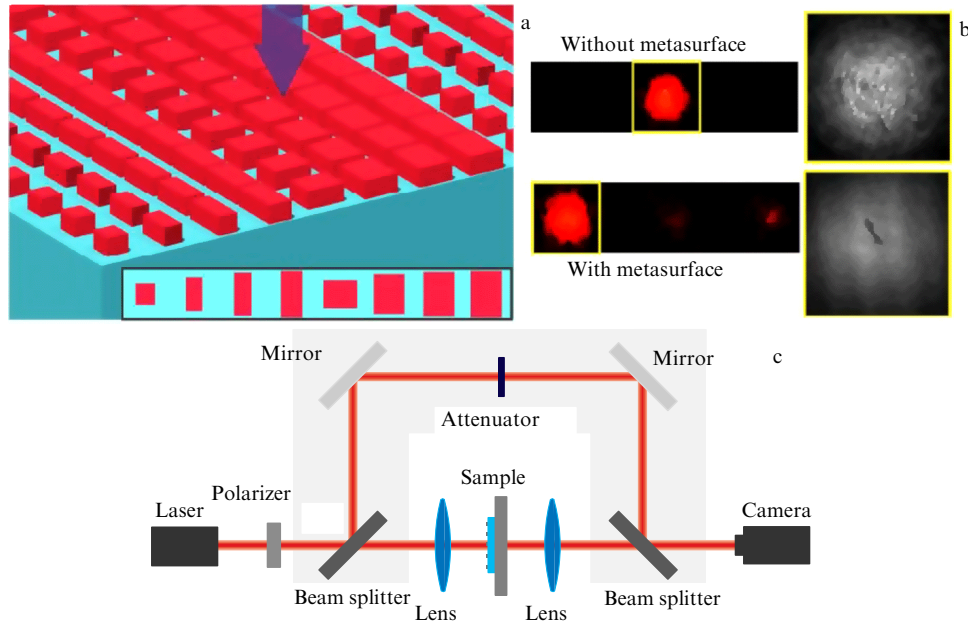 a
b
Without metasurface
With metasurface
c
Mirror
Mirror
Attenuator
Sample
Polarizer
Laser
Camera
Beam splitter
Lens
Lens
Beam splitter